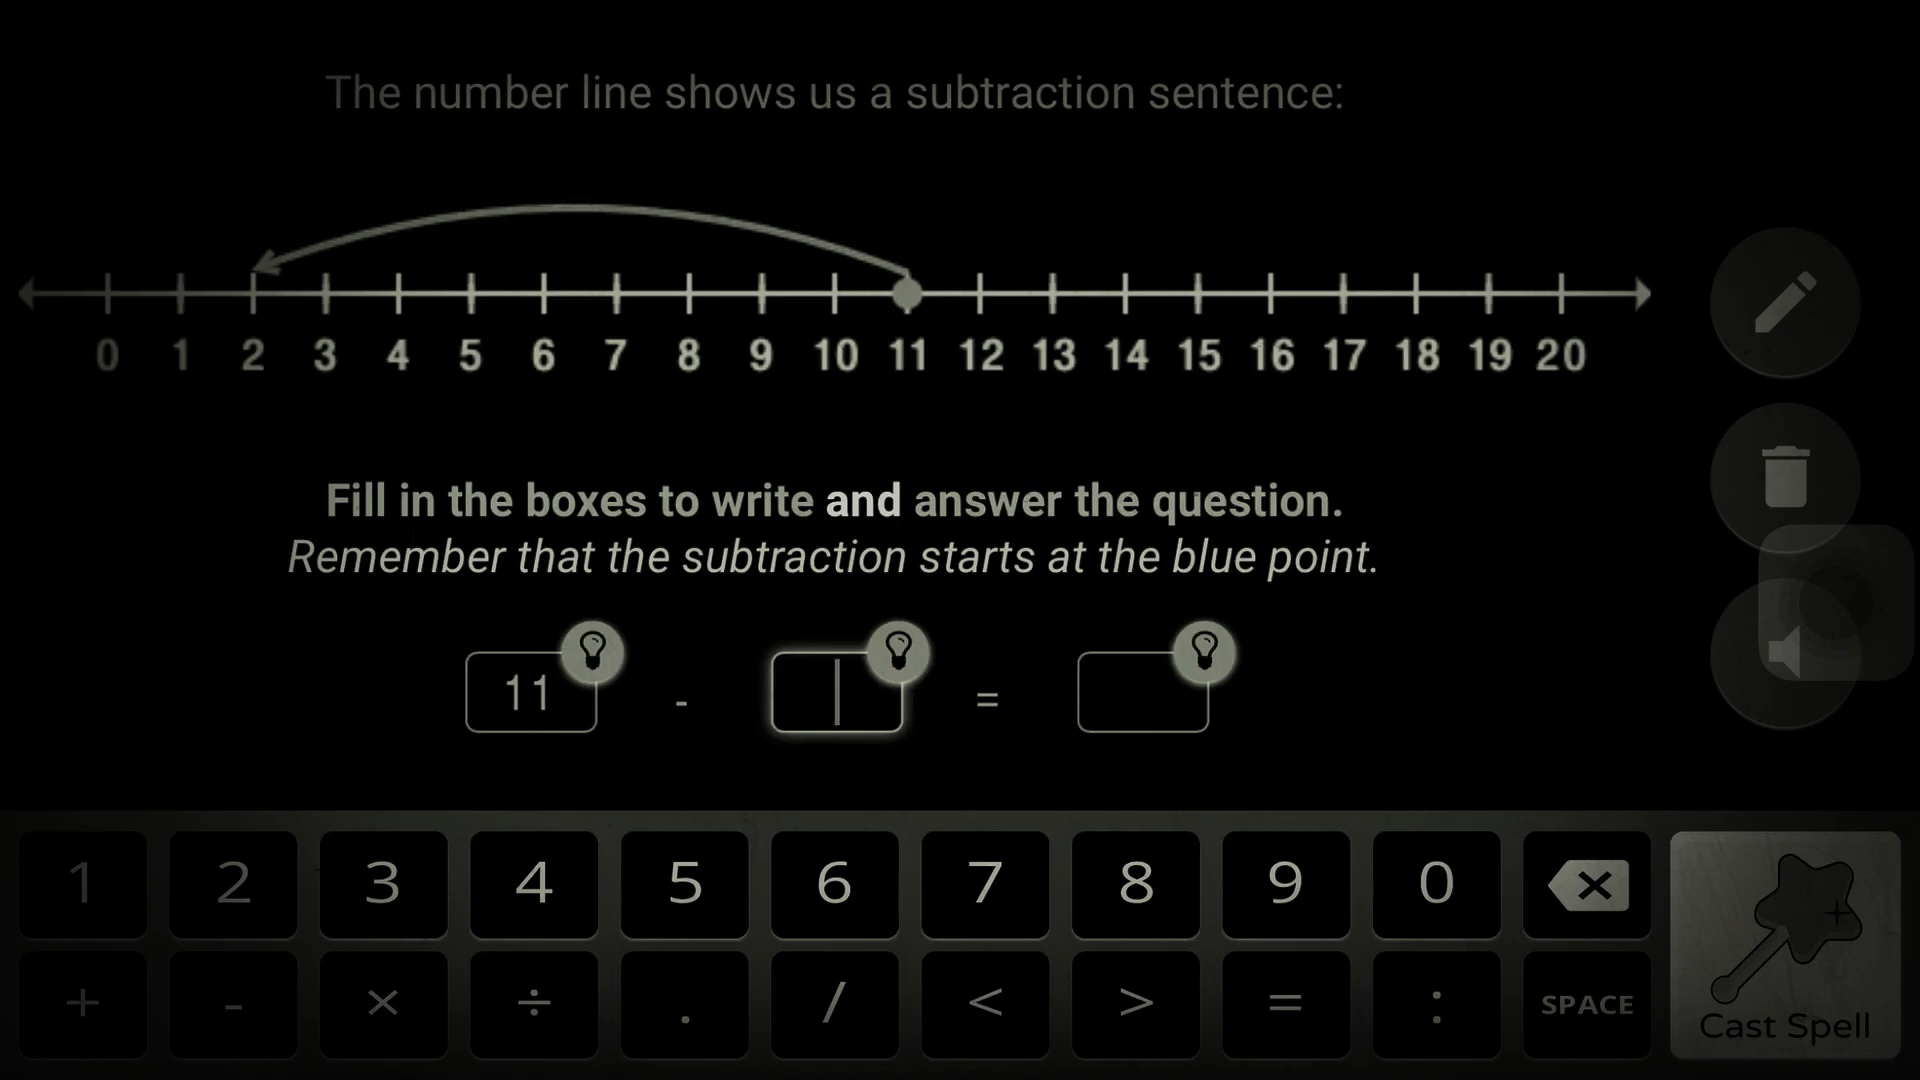 The number line shows us a subtraction sentence:
0 1 2 3 4 5 6 7 8 9 10 11 12 13 14 15 16 17 18 19 20
Fill in the boxes to write and answer the question.
Remember that the subtraction starts at the blue point.
11 - =
1 2 3 4 5 6 7 8 9 0
+ - × ÷ . / < > = : SPACE
Cast Spell